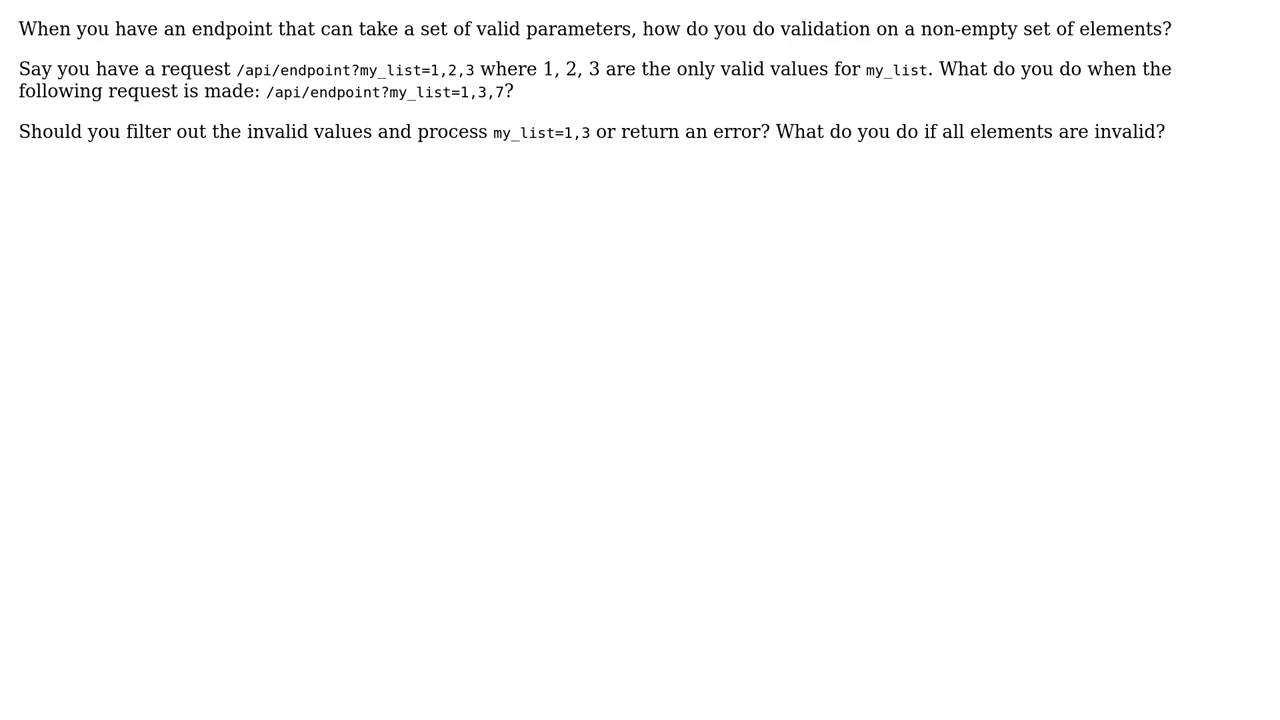 When you have an endpoint that can take a set of valid parameters, how do you do validation on a non-empty set of elements?
Say you have a request /api/endpoint?my_list=1,2,3 where 1, 2, 3 are the only valid values for my_list. What do you do when the
following request is made: /api/endpoint?my_list=1,3,7?
Should you filter out the invalid values and process my_list=1,3 or return an error? What do you do if all elements are invalid?